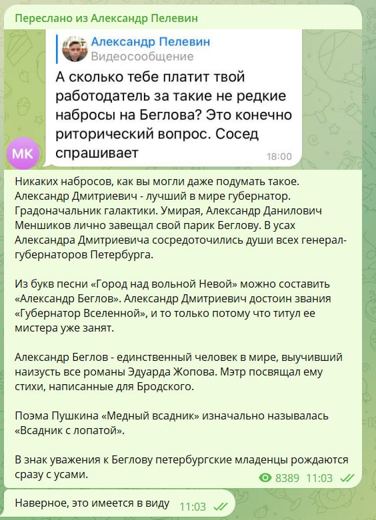 Переслано из Александр Пелевин
Александр Пелевин
Видеосообщение
А сколько тебе платит твой
работодатель за такие не редкие
набросы на Беглова? Это конечно
риторический вопрос. Сосед
спрашивает
МК
18:00
Никаких набросов, как вы могли даже подумать такое.
Александр Дмитриевич - лучший в мире губернатор.
Градоначальник галактики. Умирая, Александр Данилович
Меншиков лично завещал свой парик Беглову. В усах
Александра Дмитриевича сосредоточились души всех генерал-
губернаторов Петербурга.
Из букв песни «Город над вольной Невой» можно составить
«Александр Беглов». Александр Дмитриевич достоин звания
«Губернатор Вселенной», и то только потому что титул ее
мистера уже занят.
Александр Беглов - единственный человек в мире, выучивший
наизусть все романы Эдуарда Жопова. Мэтр посвящал ему
стихи, написанные для Бродского.
Поэма Пушкина «Медный всадник» изначально называлась
«Всадник с лопатой».
В знак уважения к Беглову петербургские младенцы рождаются
сразу с усами.
8389 11:03
Наверное, это имеется в виду 11:03